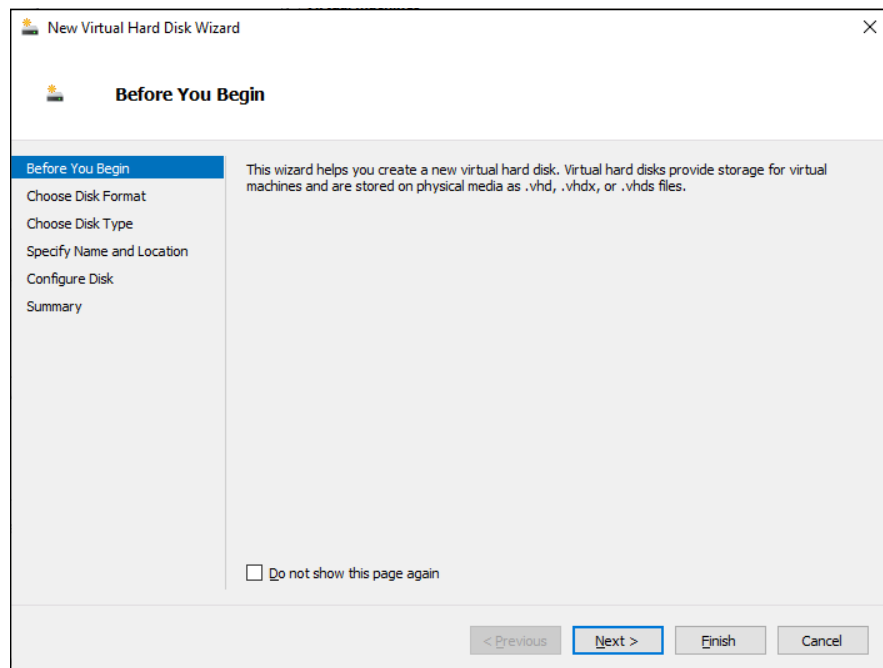 New Virtual Hard Disk Wizard
Before You Begin
Before You Begin
Choose Disk Format
Choose Disk Type
Specify Name and Location
Configure Disk
Summary
This wizard helps you create a new virtual hard disk. Virtual hard disks provide storage for virtual
machines and are stored on physical media as .vhd, .vhdx, or .vhds files.
Do not show this page again
< Previous
Next >
Finish
Cancel